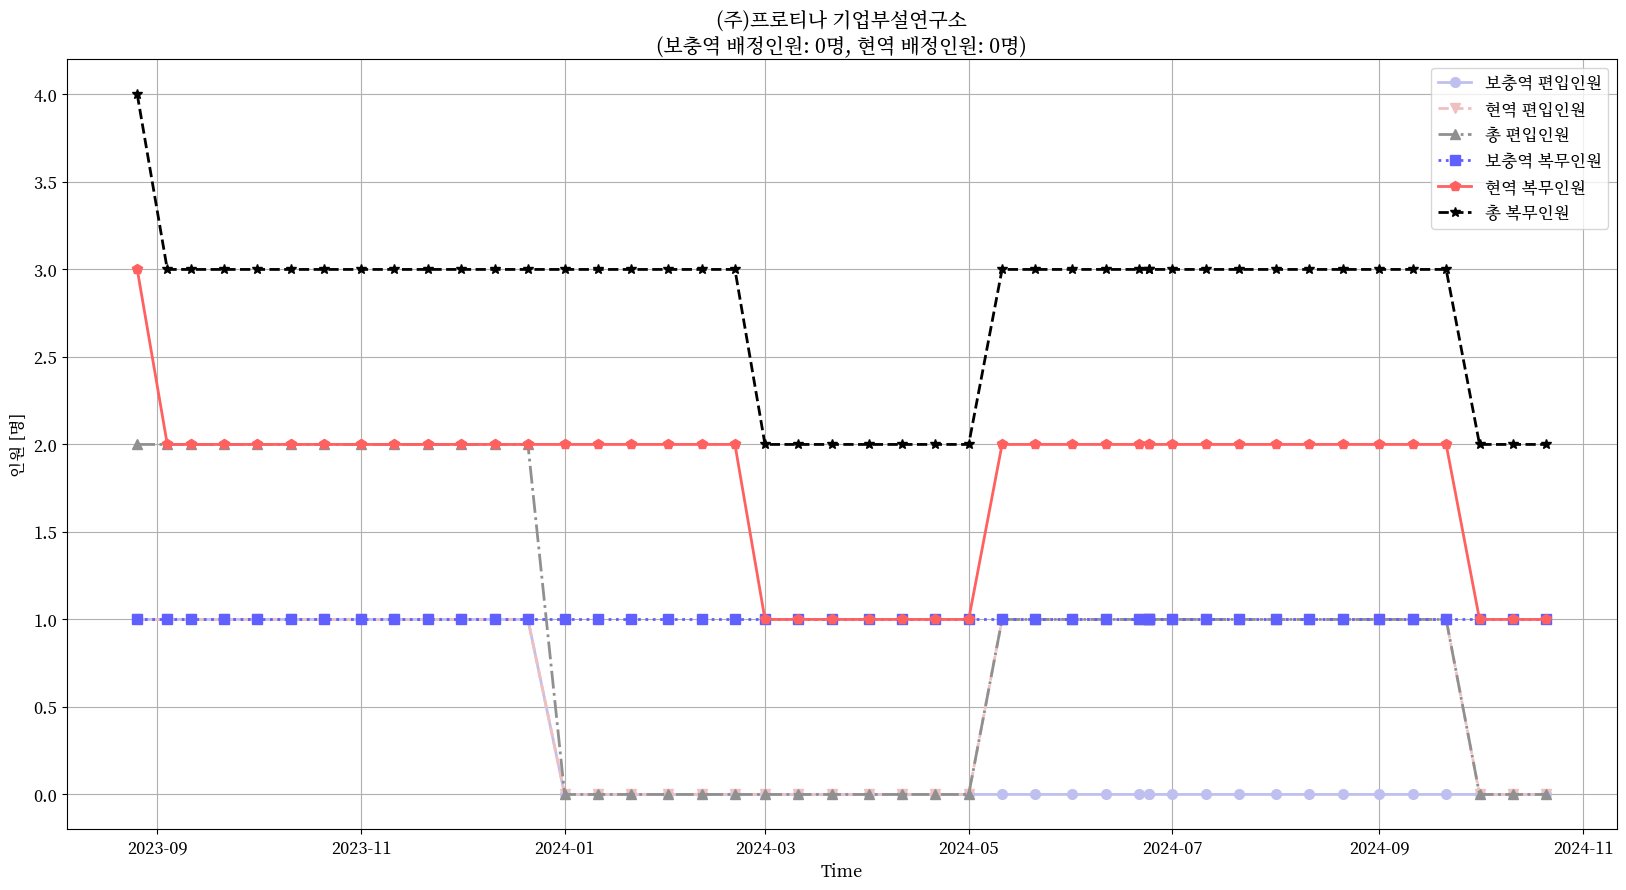 (주)프로티나 기업부설연구소
(보충역 배정인원: 0명, 현역 배정인원: 0명)
보충역 편입인원
현역 편입인원
총 편입인원
보충역 복무인원
현역 복무인원
총 복무인원
인원 [명]
4.0
3.5
3.0
2.5
2.0
1.5
1.0
0.5
0.0
2023-09 2023-11 2024-01 2024-03 2024-05 2024-07 2024-09 2024-11
Time